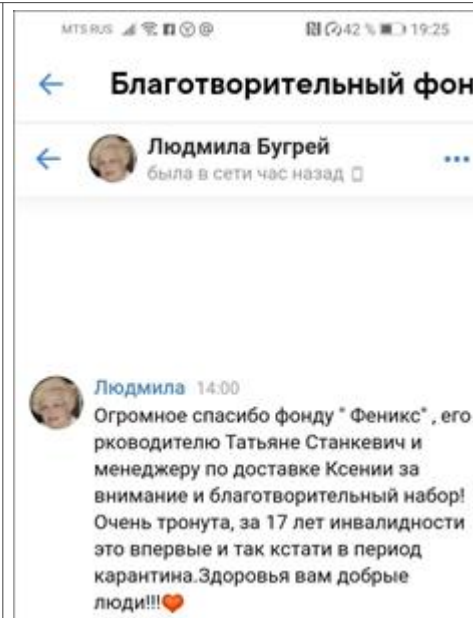 MTS RUS 42 % 19:25
Благотворительный фон
Людмила Бугрей
была в сети час назад
Людмила 14:00
Огромное спасибо фонду " Феникс" , его
рководителю Татьяне Станкевич и
менеджеру по доставке Ксении за
внимание и благотворительный набор!
Очень тронута, за 17 лет инвалидности
это впервые и так кстати в период
карантина.Здоровья вам добрые
люди!!!❤️